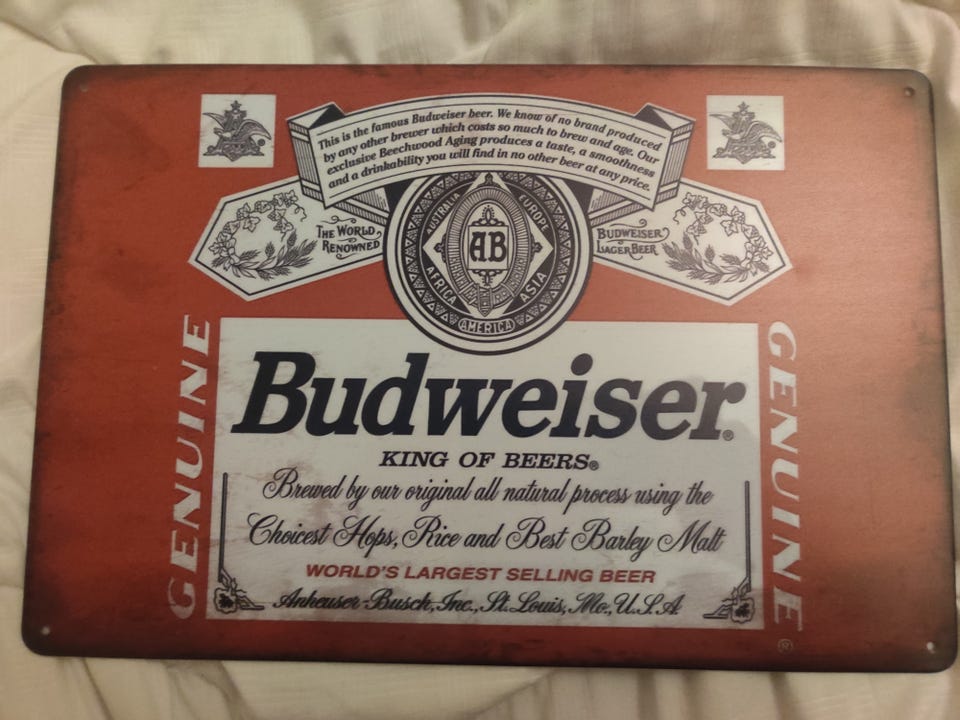 This is the famous Budweiser beer. We know of no brand produced
by any other brewer which costs so much to brew and age. Our
exclusive Beechwood Aging produces a taste, a smoothness
and a drinkability you will find in no other beer at any price.
THE WORLD
RENOWNED
AUSTRALIA
EUROPE
AB
AFRICA
ASIA
AMERICA
BUDWEISER
LAGER BEER
GENUINE
Budweiser®
KING OF BEERS®
Brewed by our original all natural process using the
Choicest Hops, Rice and Best Barley Malt
WORLD'S LARGEST SELLING BEER
Anheuser-Busch, Inc., St. Louis, Mo., U.S.A
GENUINE®